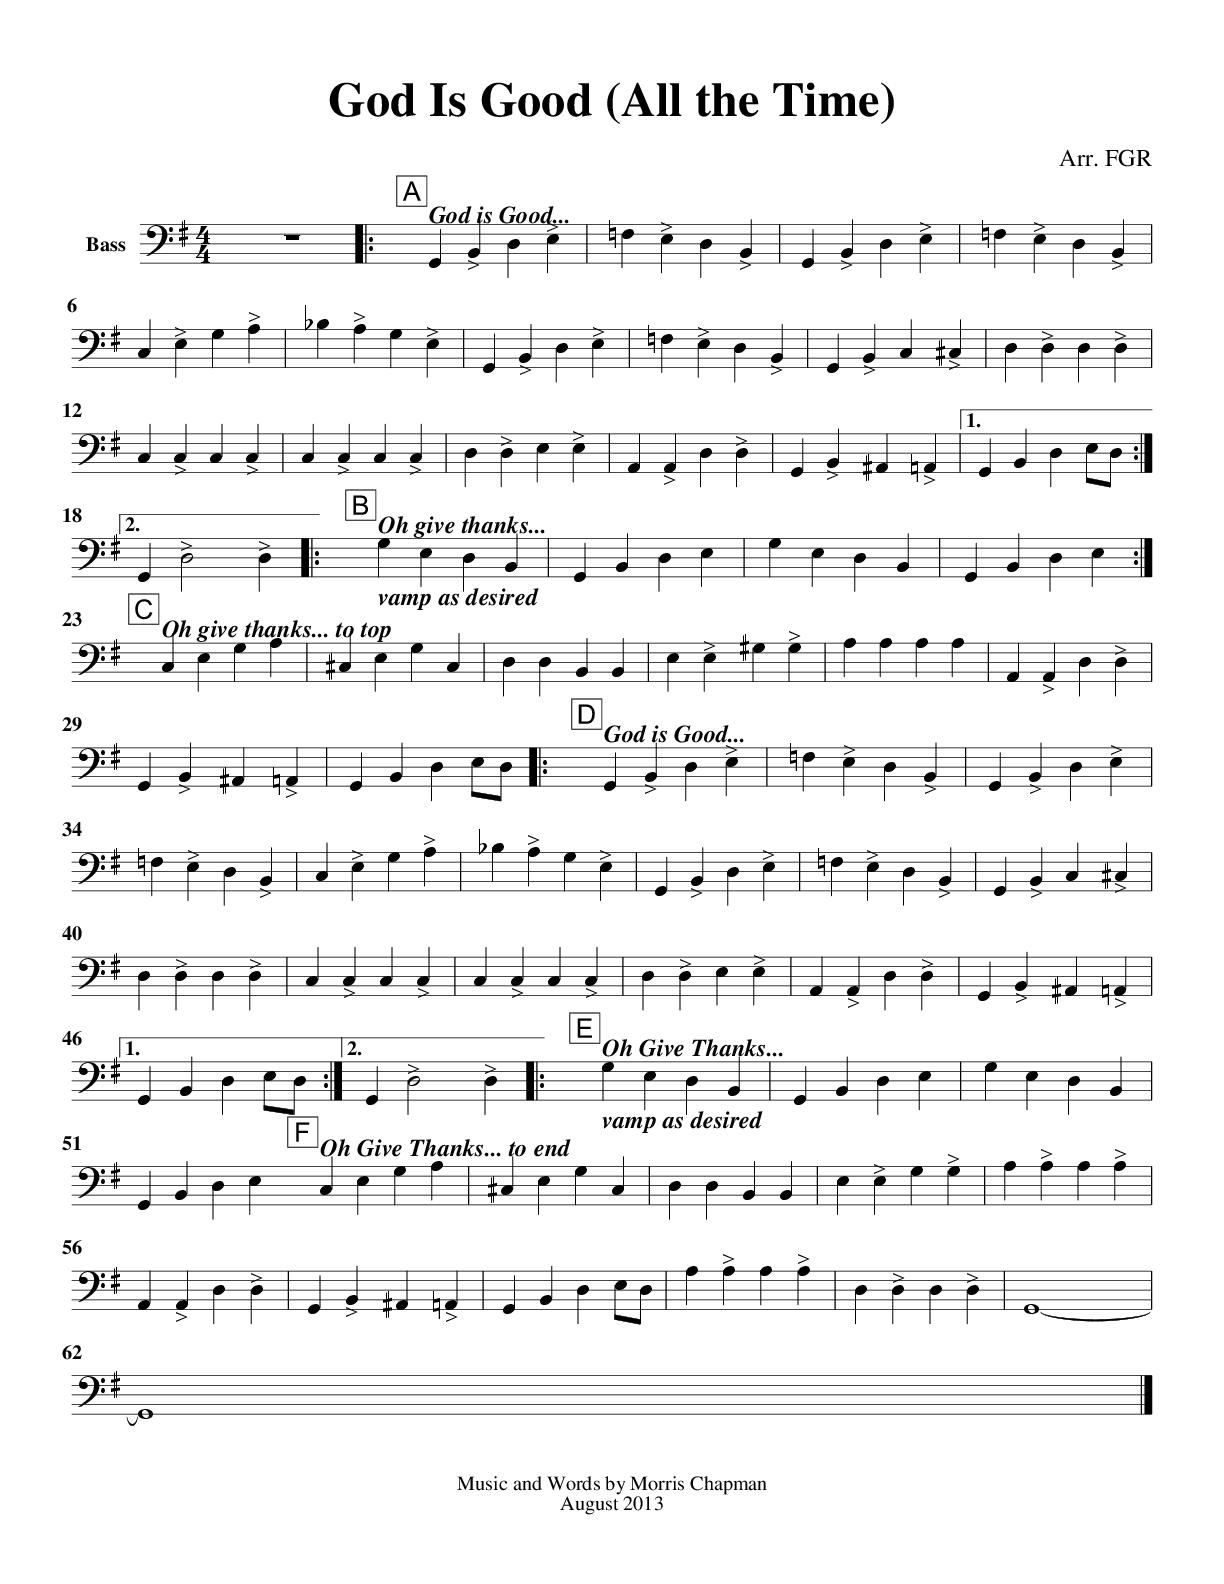 God Is Good (All the Time)
Arr. FGR
A
God is Good...
Bass
6
12
1.
18
2.
B
Oh give thanks...
vamp as desired
C
23
Oh give thanks... to top
D
29
God is Good...
34
40
E
46
1.
2.
Oh Give Thanks...
vamp as desired
F
51
Oh Give Thanks... to end
56
62
Music and Words by Morris Chapman
August 2013